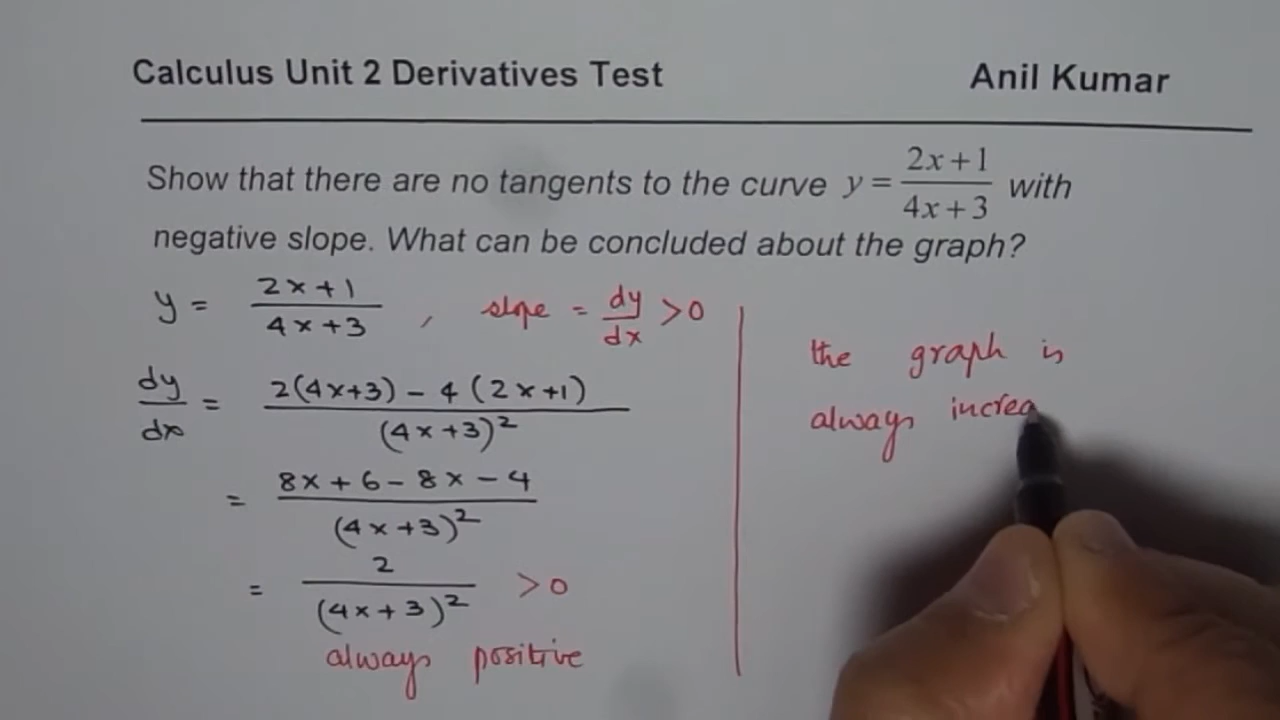 Calculus Unit 2 Derivatives Test Anil Kumar
Show that there are no tangents to the curve y = (2x+1)/(4x+3) with
negative slope. What can be concluded about the graph?
y = (2x+1)/(4x+3) , slope = dy/dx >0
dy/dx = (2(4x+3) - 4(2x+1))/(4x+3)²
= (8x+6-8x-4)/(4x+3)²
= 2/(4x+3)² >0
always positive
the graph is
always increa